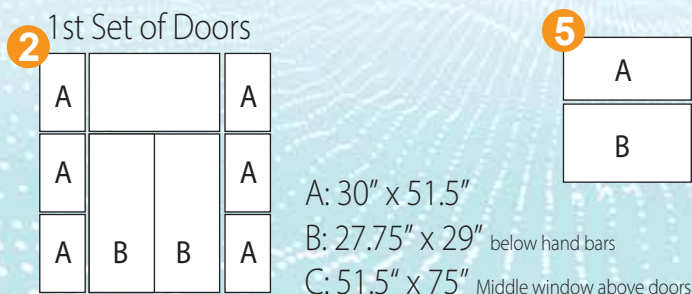 2
1st Set of Doors
A
A
A
A
A
B
B
A
A: 30” x 51.5”
B: 27.75” x 29” below hand bars
C: 51.5“ x 75” Middle window above doors
5
A
B